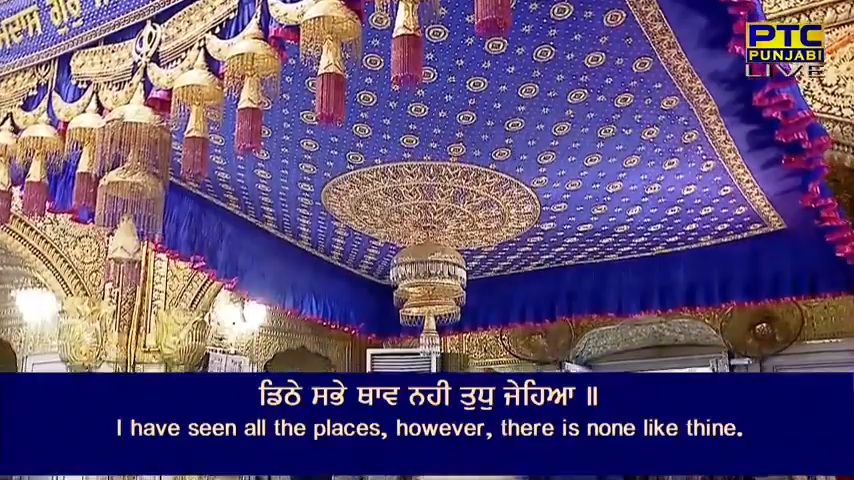 PTC
PUNJABI
LIVE
ਡਿਠੇ ਸਭੇ ਥਾਵ ਨਹੀ ਤੁਧੁ ਜੇਹਿਆ ॥
I have seen all the places, however, there is none like thine.